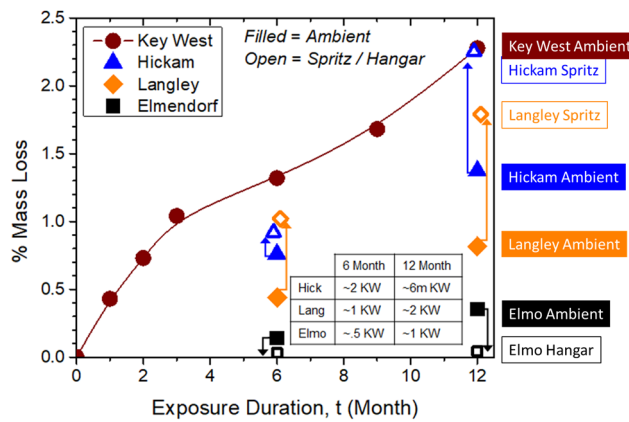 Key West
Hickam
Langley
Elmendorf
Filled = Ambient
Open = Spritz / Hangar
% Mass Loss
2.5
2.0
1.5
1.0
0.5
0.0
0
2
4
6
8
10
12
Exposure Duration, t (Month)
6 Month 12 Month
Hick ~2 KW ~6m KW
Lang ~1 KW ~2 KW
Elmo ~.5 KW ~1 KW
Key West Ambient
Hickam Spritz
Langley Spritz
Hickam Ambient
Langley Ambient
Elmo Ambient
Elmo Hangar